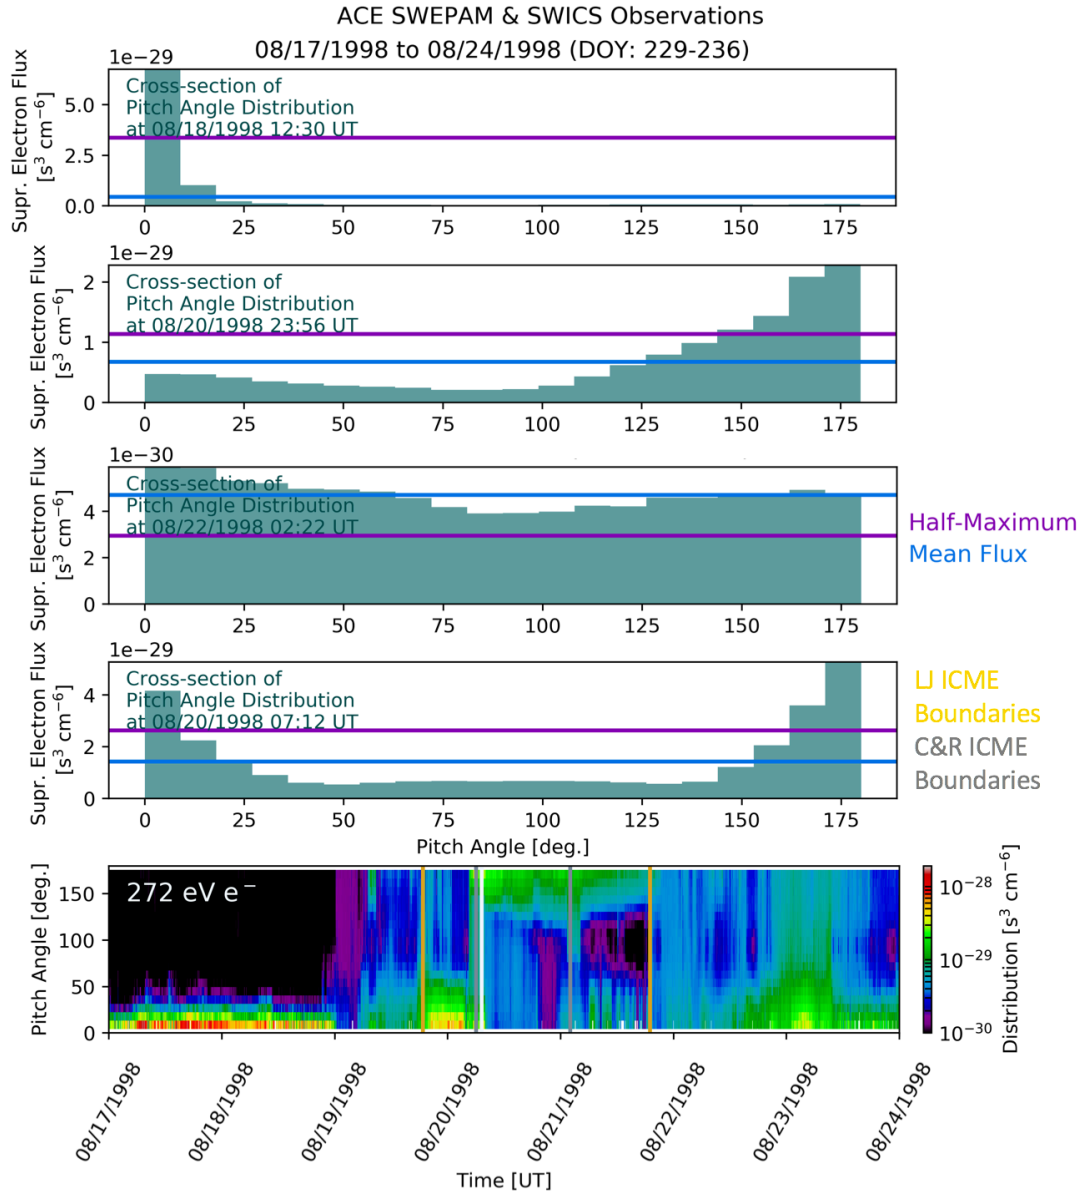 ACE SWEPAM & SWICS Observations
08/17/1998 to 08/24/1998 (DOY: 229-236)
1e−29
Supr. Electron Flux
[s³ cm⁻⁶]
5.0
2.5
0.0
Cross-section of
Pitch Angle Distribution
at 08/18/1998 12:30 UT
0 25 50 75 100 125 150 175
1e−29
Supr. Electron Flux
[s³ cm⁻⁶]
2
1
0
Cross-section of
Pitch Angle Distribution
at 08/20/1998 23:56 UT
0 25 50 75 100 125 150 175
1e−30
Supr. Electron Flux
[s³ cm⁻⁶]
4
2
0
Cross-section of
Pitch Angle Distribution
at 08/22/1998 02:22 UT
0 25 50 75 100 125 150 175
Half-Maximum
Mean Flux
1e−29
Supr. Electron Flux
[s³ cm⁻⁶]
4
2
0
Cross-section of
Pitch Angle Distribution
at 08/20/1998 07:12 UT
0 25 50 75 100 125 150 175
Pitch Angle [deg.]
LJ ICME
Boundaries
C&R ICME
Boundaries
Pitch Angle [deg.]
150
100
50
0
272 eV e⁻
10⁻²⁸
10⁻²⁹
10⁻³⁰
Distribution [s³ cm⁻⁶]
08/17/1998 08/18/1998 08/19/1998 08/20/1998 08/21/1998 08/22/1998 08/23/1998 08/24/1998
Time [UT]